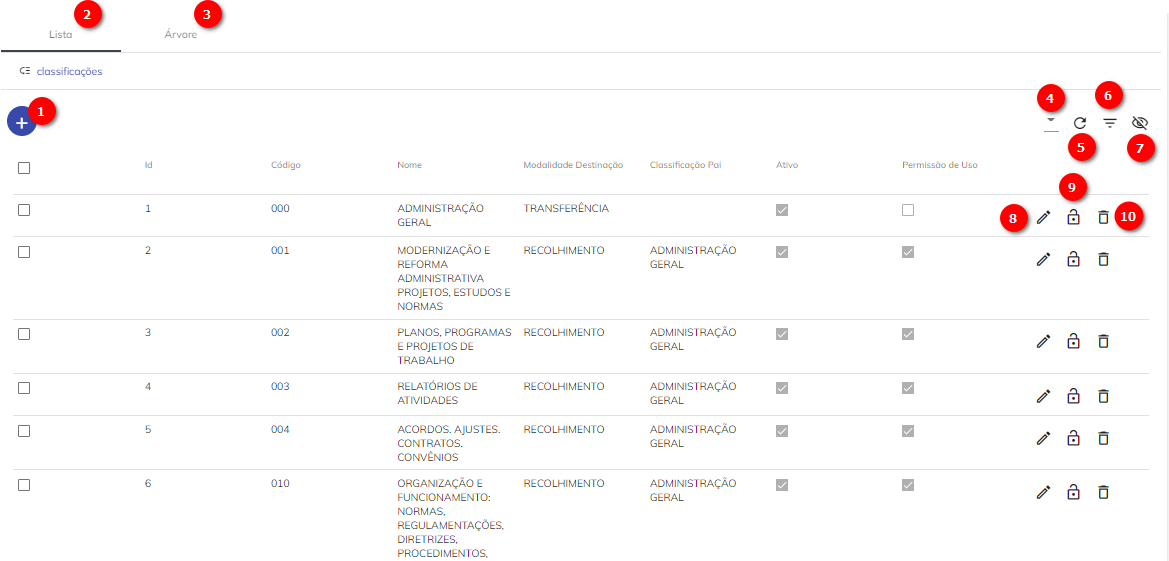 2
3
Lista Árvore
classificações
1
+
4
6
5
7
Id Código Nome Modalidade Destinação Classificação Pai Ativo Permissão de Uso
9
1 000 ADMINISTRAÇÃO TRANSFERÊNCIA
GERAL
8
10
2 001 MODERNIZAÇÃO E RECOLHIMENTO ADMINISTRAÇÃO
REFORMA GERAL
ADMINISTRATIVA
PROJETOS, ESTUDOS E
NORMAS
3 002 PLANOS, PROGRAMAS RECOLHIMENTO ADMINISTRAÇÃO
E PROJETOS DE GERAL
TRABALHO
4 003 RELATÓRIOS DE RECOLHIMENTO ADMINISTRAÇÃO
ATIVIDADES GERAL
5 004 ACORDOS. AJUSTES. RECOLHIMENTO ADMINISTRAÇÃO
CONTRATOS. GERAL
CONVÊNIOS
6 010 ORGANIZAÇÃO E RECOLHIMENTO ADMINISTRAÇÃO
FUNCIONAMENTO: GERAL
NORMAS,
REGULAMENTAÇÕES,
DIRETRIZES,
PROCEDIMENTOS,